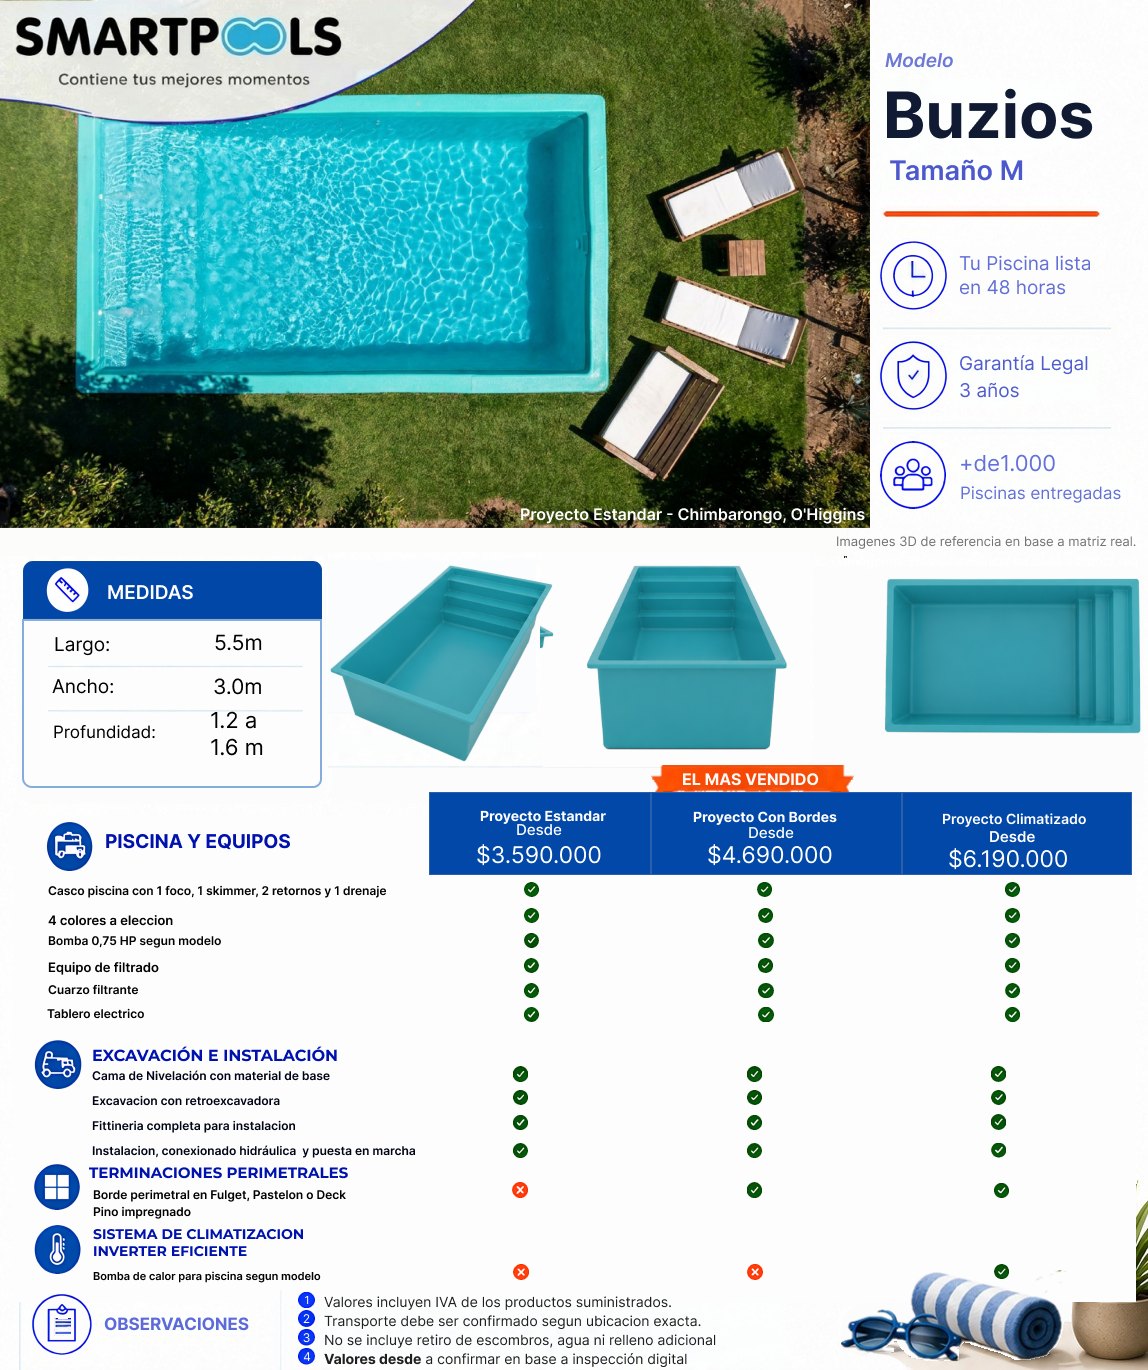 SMARTPOOLS
Contiene tus mejores momentos
Proyecto Estandar - Chimbarongo, O'Higgins
Modelo
Buzios
Tamaño M
Tu Piscina lista
en 48 horas
Garantía Legal
3 años
+de1.000
Piscinas entregadas
Imagenes 3D de referencia en base a matriz real.
MEDIDAS
Largo: 5.5m
Ancho: 3.0m
Profundidad: 1.2 a
1.6 m
EL MAS VENDIDO
Proyecto Estandar
Desde
$3.590.000
Proyecto Con Bordes
Desde
$4.690.000
Proyecto Climatizado
Desde
$6.190.000
PISCINA Y EQUIPOS
Casco piscina con 1 foco, 1 skimmer, 2 retornos y 1 drenaje
4 colores a eleccion
Bomba 0,75 HP segun modelo
Equipo de filtrado
Cuarzo filtrante
Tablero electrico
EXCAVACIÓN E INSTALACIÓN
Cama de Nivelación con material de base
Excavacion con retroexcavadora
Fittineria completa para instalacion
Instalacion, conexionado hidráulica y puesta en marcha
TERMINACIONES PERIMETRALES
Borde perimetral en Fulget, Pastelon o Deck
Pino impregnado
SISTEMA DE CLIMATIZACION
INVERTER EFICIENTE
Bomba de calor para piscina segun modelo
OBSERVACIONES
1 Valores incluyen IVA de los productos suministrados.
2 Transporte debe ser confirmado segun ubicacion exacta.
3 No se incluye retiro de escombros, agua ni relleno adicional
4 Valores desde a confirmar en base a inspección digital